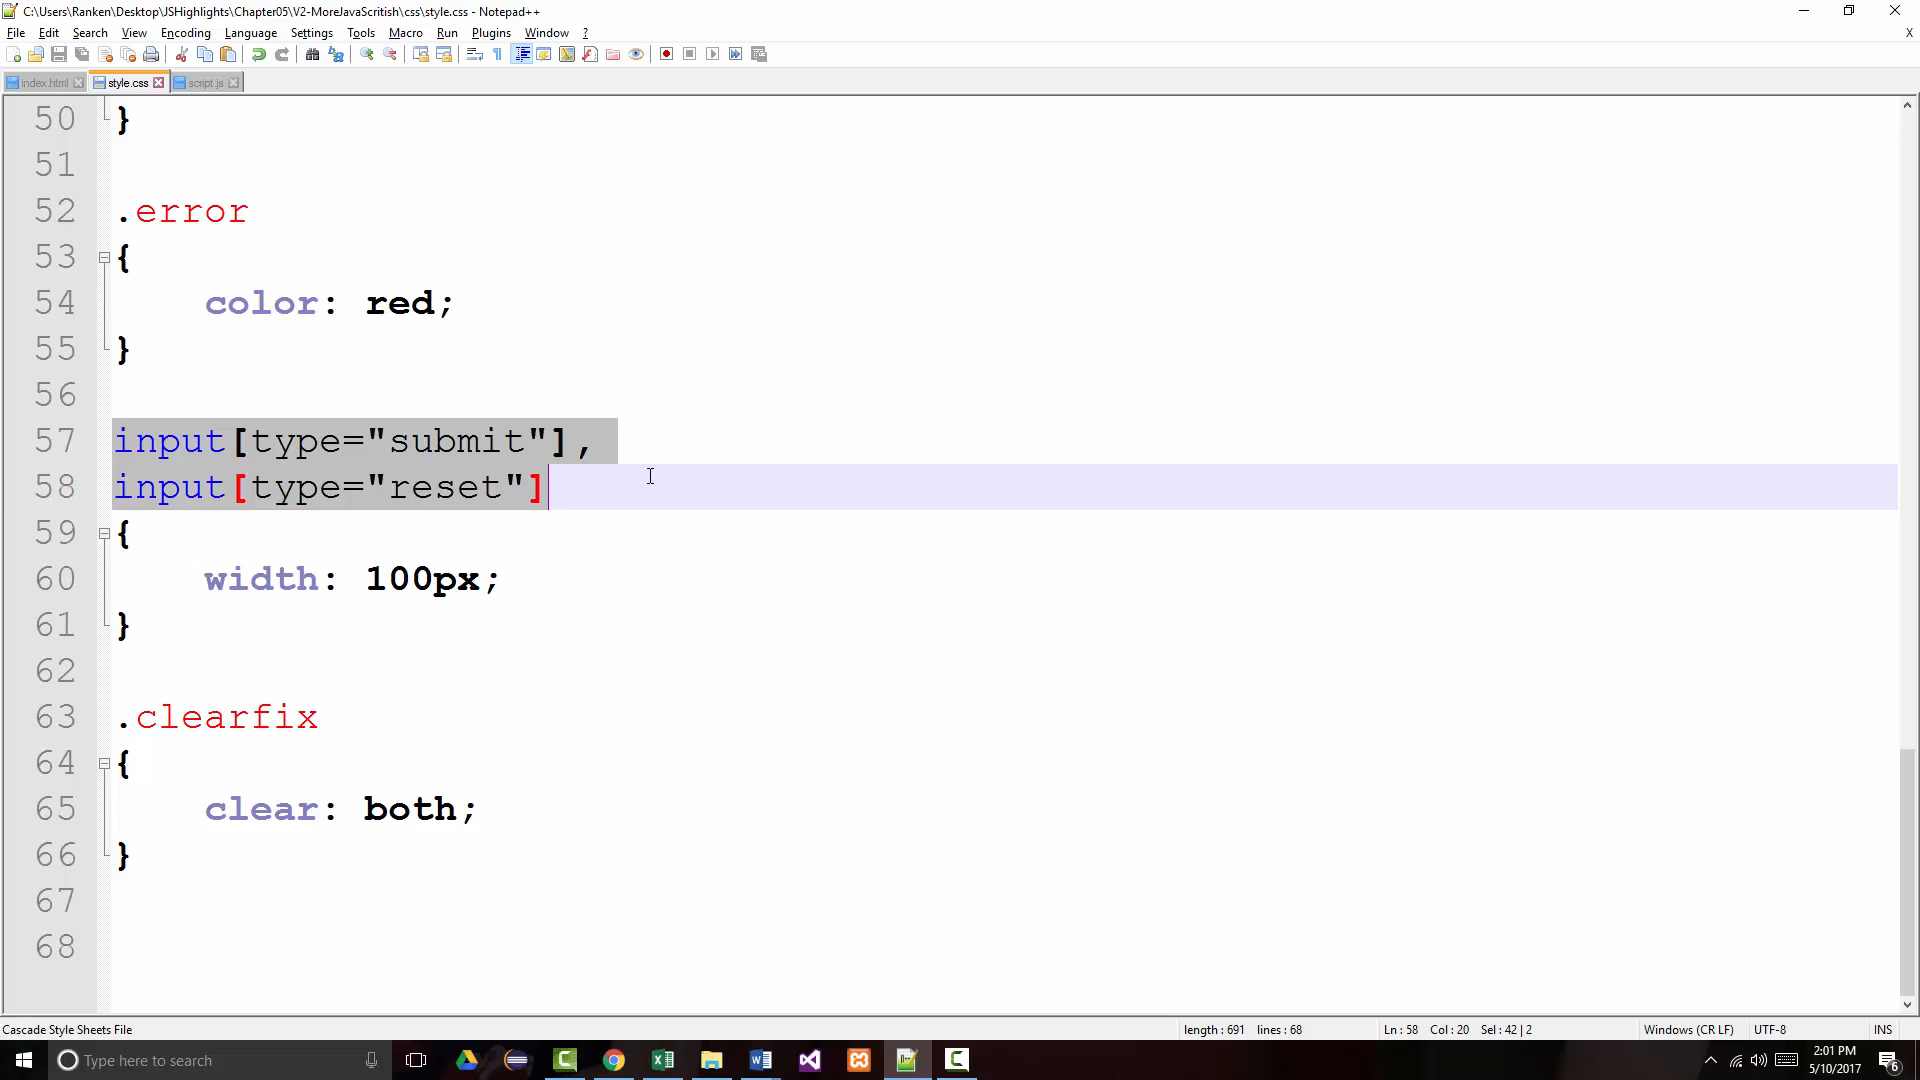 C:\Users\Ranken\Desktop\JSHighlights\Chapter05\V2-MoreJavaScritish\css\style.css - Notepad++
File Edit Search View Encoding Language Settings Tools Macro Run Plugins Window ? X
index.html style.css script.js
50 }
51
52 .error
53 {
54 color: red;
55 }
56
57 input[type="submit"],
58 input[type="reset"]
59 {
60 width: 100px;
61 }
62
63 .clearfix
64 {
65 clear: both;
66 }
67
68
Cascade Style Sheets File length : 691 lines : 68 Ln : 58 Col : 20 Sel : 42 | 2 Windows (CR LF) UTF-8 INS
Type here to search
2:01 PM
5/10/2017
6